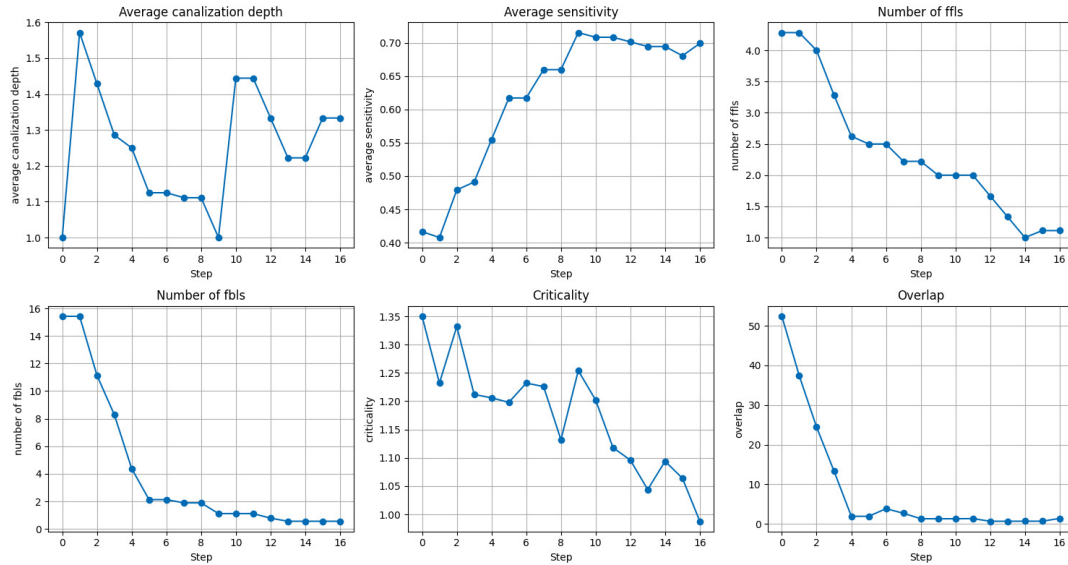 Average canalization depth
average canalization depth
1.6
1.5
1.4
1.3
1.2
1.1
1.0
0 2 4 6 8 10 12 14 16
Step
Average sensitivity
average sensitivity
0.70
0.65
0.60
0.55
0.50
0.45
0.40
0 2 4 6 8 10 12 14 16
Step
Number of ffls
number of ffls
4.0
3.5
3.0
2.5
2.0
1.5
1.0
0 2 4 6 8 10 12 14 16
Step
Number of fbls
number of fbls
16
14
12
10
8
6
4
2
0
0 2 4 6 8 10 12 14 16
Step
Criticality
criticality
1.35
1.30
1.25
1.20
1.15
1.10
1.05
1.00
0 2 4 6 8 10 12 14 16
Step
Overlap
overlap
50
40
30
20
10
0
0 2 4 6 8 10 12 14 16
Step